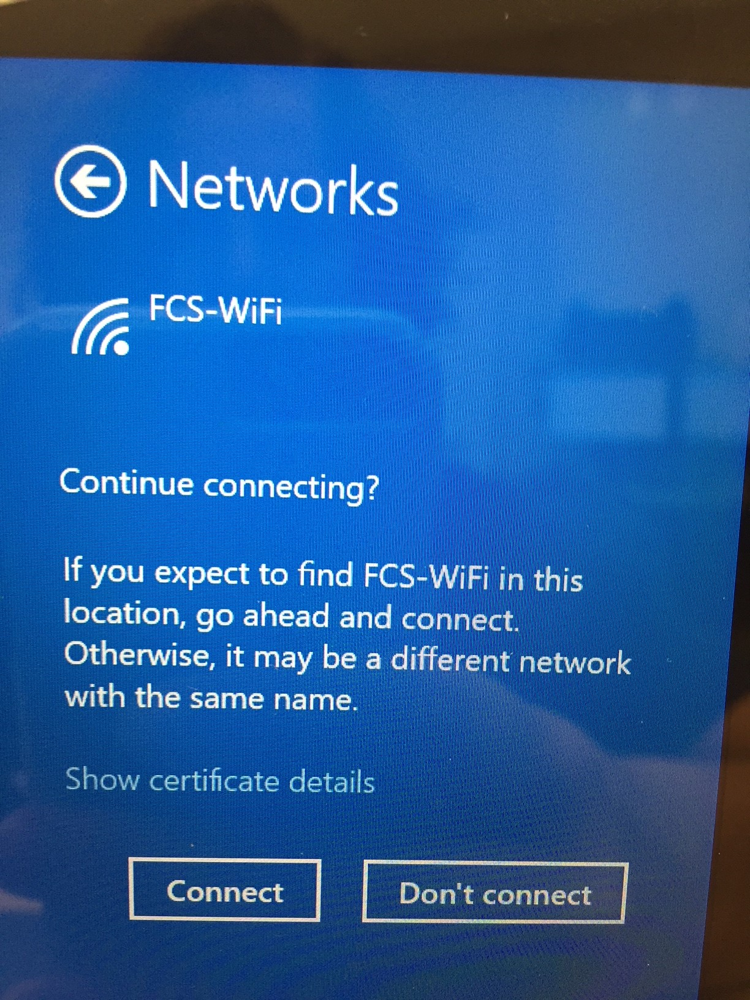 Networks
FCS-WiFi
Continue connecting?
If you expect to find FCS-WiFi in this
location, go ahead and connect.
Otherwise, it may be a different network
with the same name.
Show certificate details
Connect Don't connect